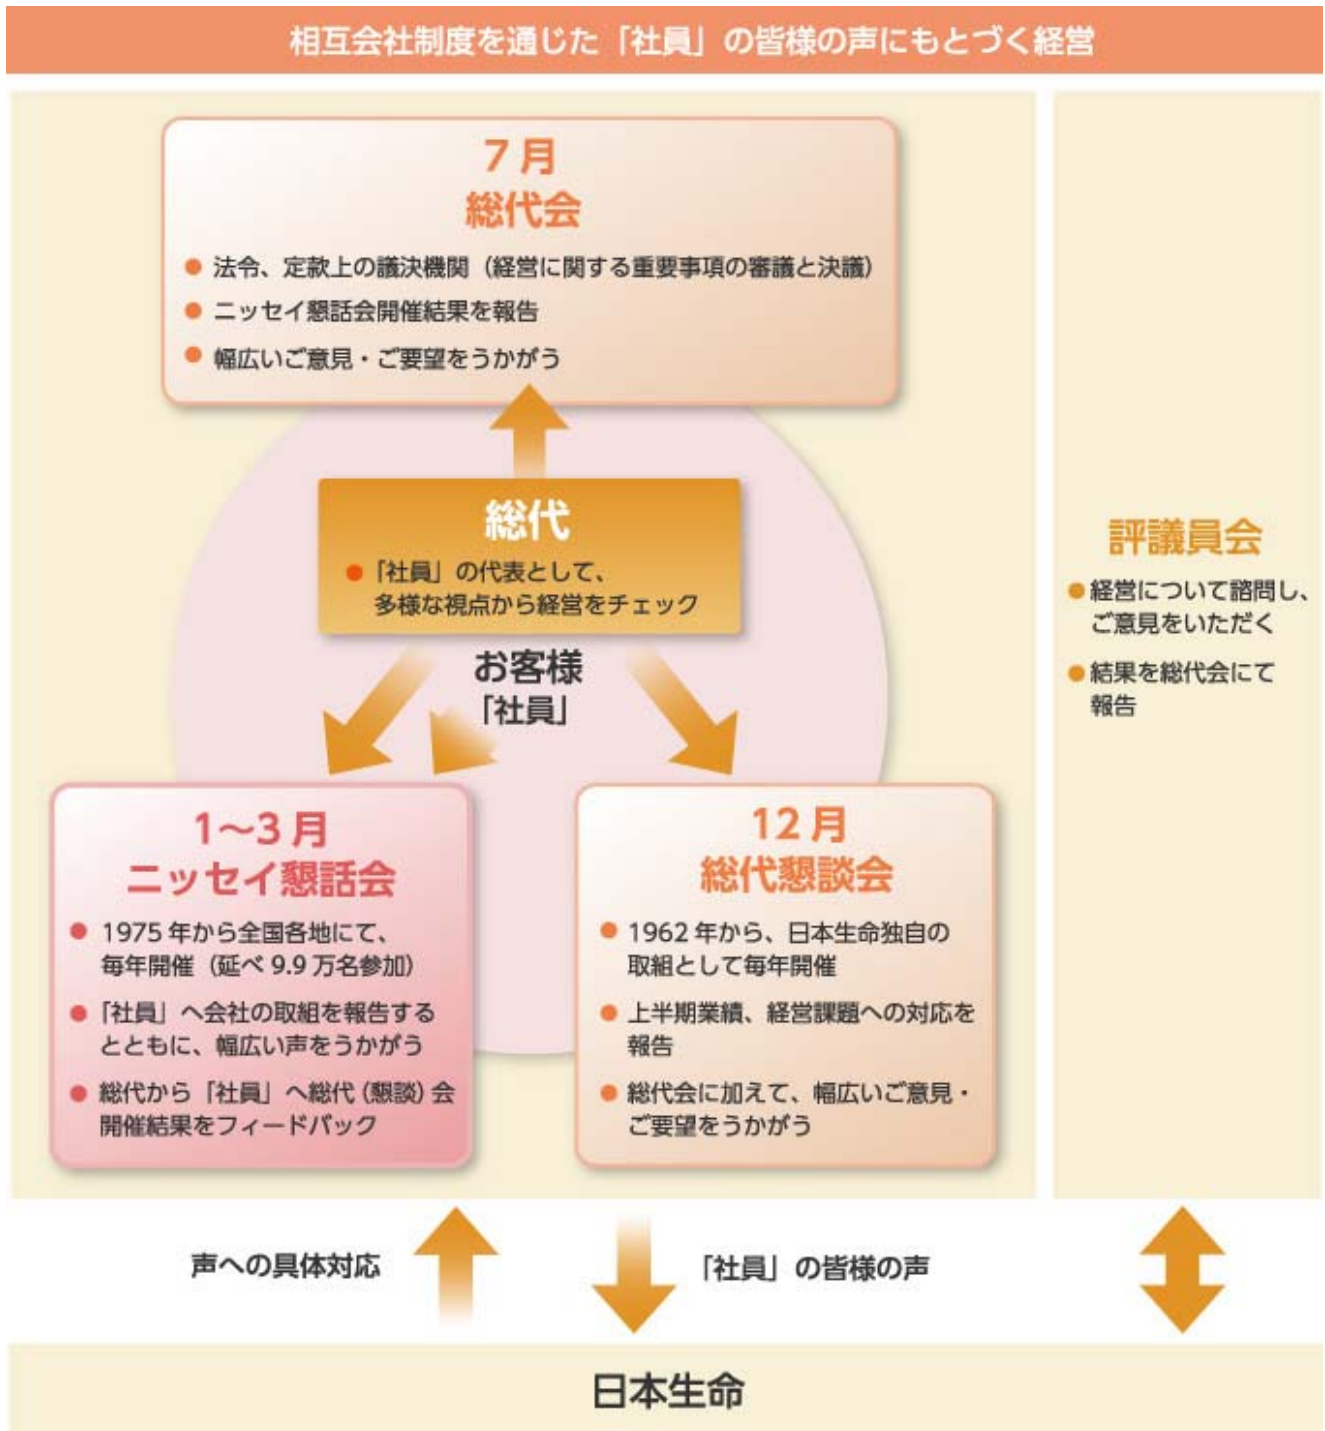 相互会社制度を通じた「社員」の皆様の声にもとづく経営
7月
総代会
● 法令、定款上の議決機関(経営に関する重要事項の審議と決議)
● ニッセイ懇話会開催結果を報告
● 幅広いご意見・ご要望をうかがう
総代
● 「社員」の代表として、
多様な視点から経営をチェック
お客様
「社員」
1〜3月
ニッセイ懇話会
● 1975年から全国各地にて、
毎年開催(延べ9.9万名参加)
● 「社員」へ会社の取組を報告する
とともに、幅広い声をうかがう
● 総代から「社員」へ総代(懇談)会
開催結果をフィードバック
12月
総代懇談会
● 1962年から、日本生命独自の
取組として毎年開催
● 上半期業績、経営課題への対応を
報告
● 総代会に加えて、幅広いご意見・
ご要望をうかがう
評議員会
● 経営について諮問し、
ご意見をいただく
● 結果を総代会にて
報告
声への具体対応
「社員」の皆様の声
日本生命